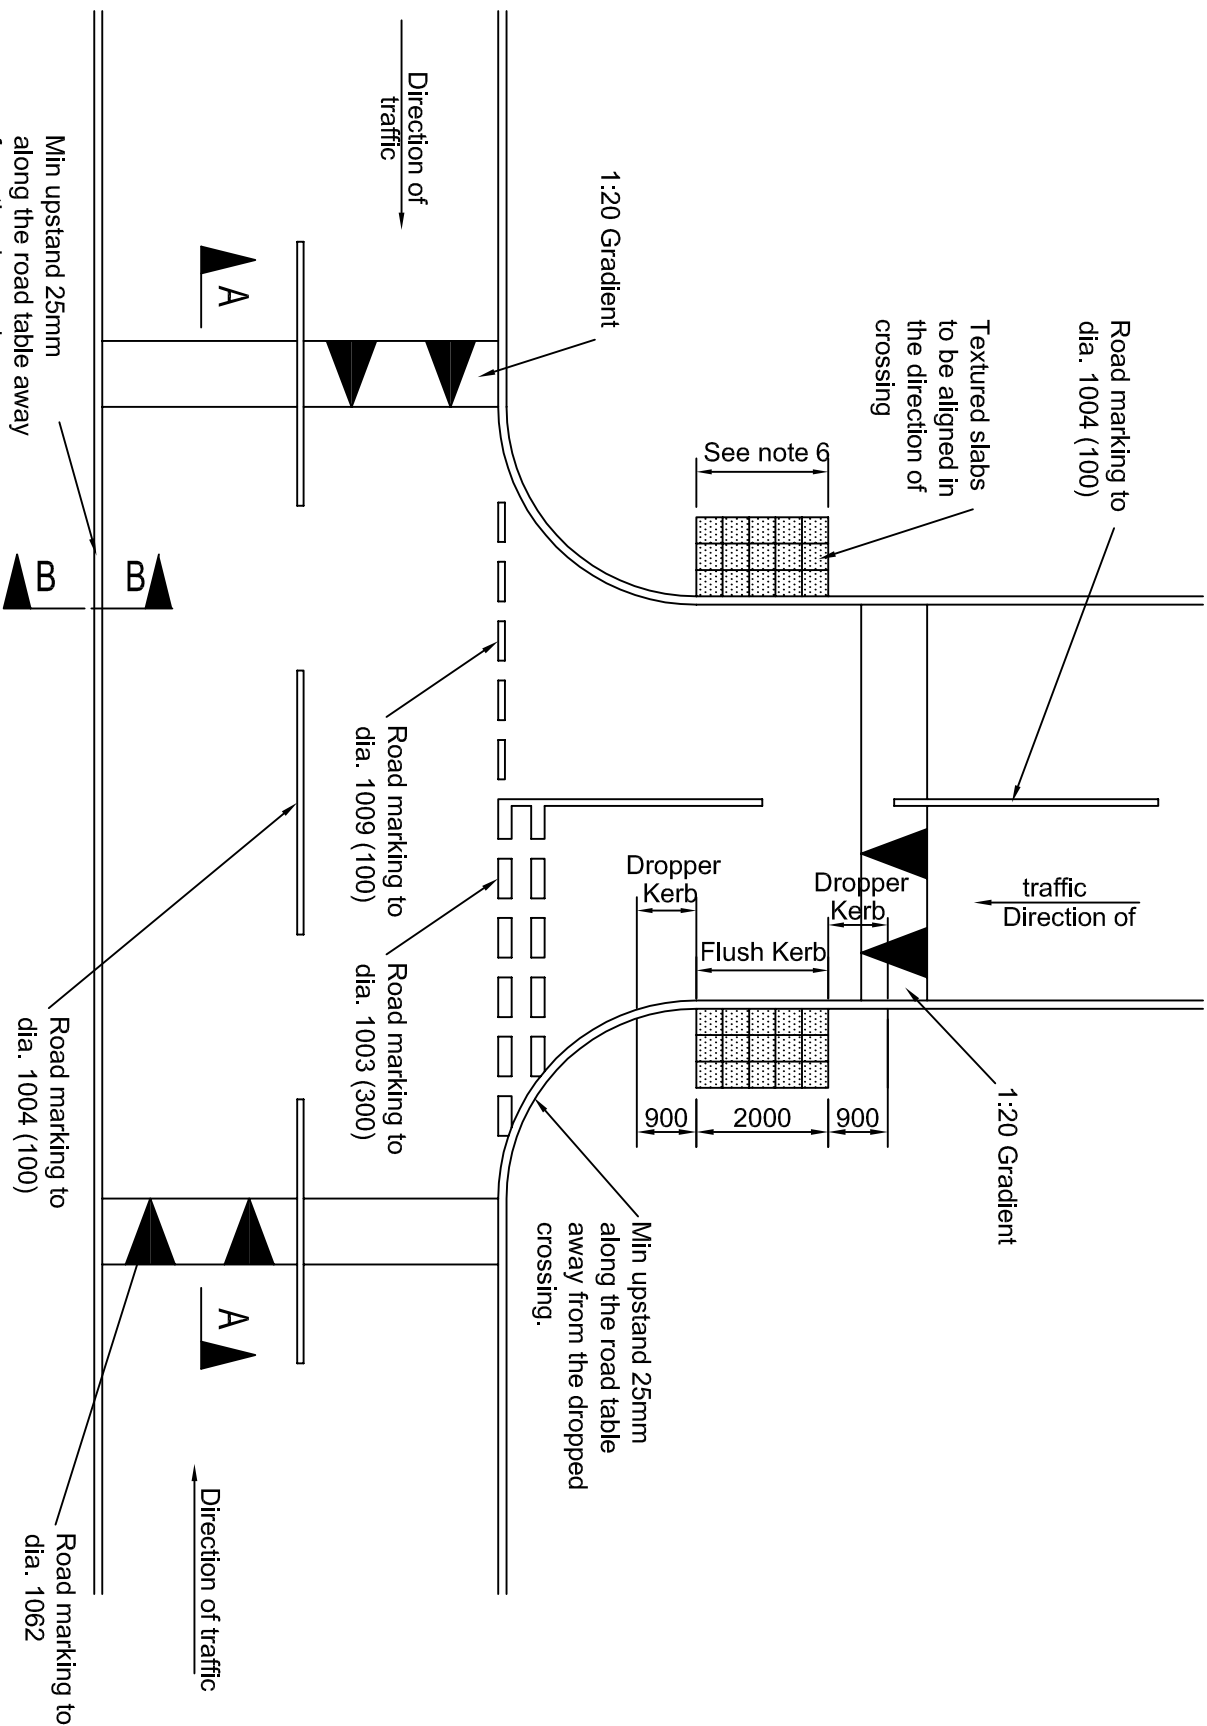 Road marking to
dia. 1004 (100)
Textured slabs
to be aligned in
the direction of
crossing
1:20 Gradient
Direction of
traffic
See note 6
A
Min upstand 25mm
along the road table away
B
B
Road marking to
dia. 1009 (100)
Road marking to
dia. 1003 (300)
Road marking to
dia. 1004 (100)
Dropper
Kerb
Flush Kerb
Dropper
Kerb
traffic
Direction of
900
2000
900
1:20 Gradient
Min upstand 25mm
along the road table
away from the dropped
crossing.
A
Direction of traffic
Road marking to
dia. 1062